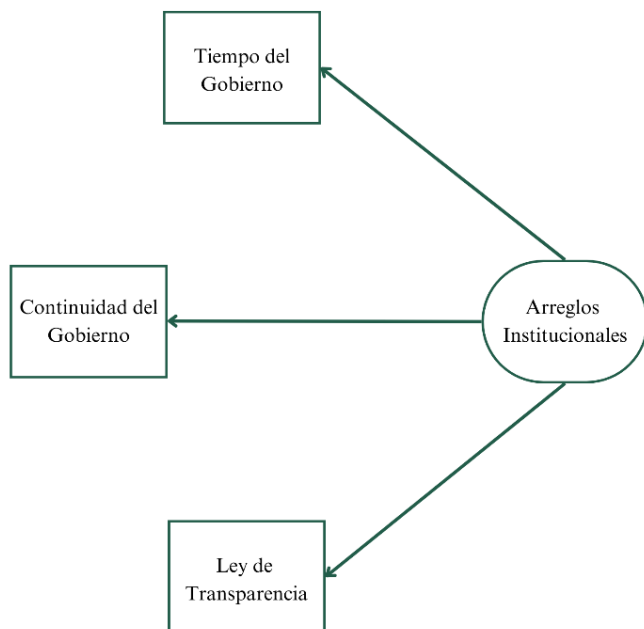 Tiempo del
Gobierno
Continuidad del
Gobierno
Arreglos
Institucionales
Ley de
Transparencia